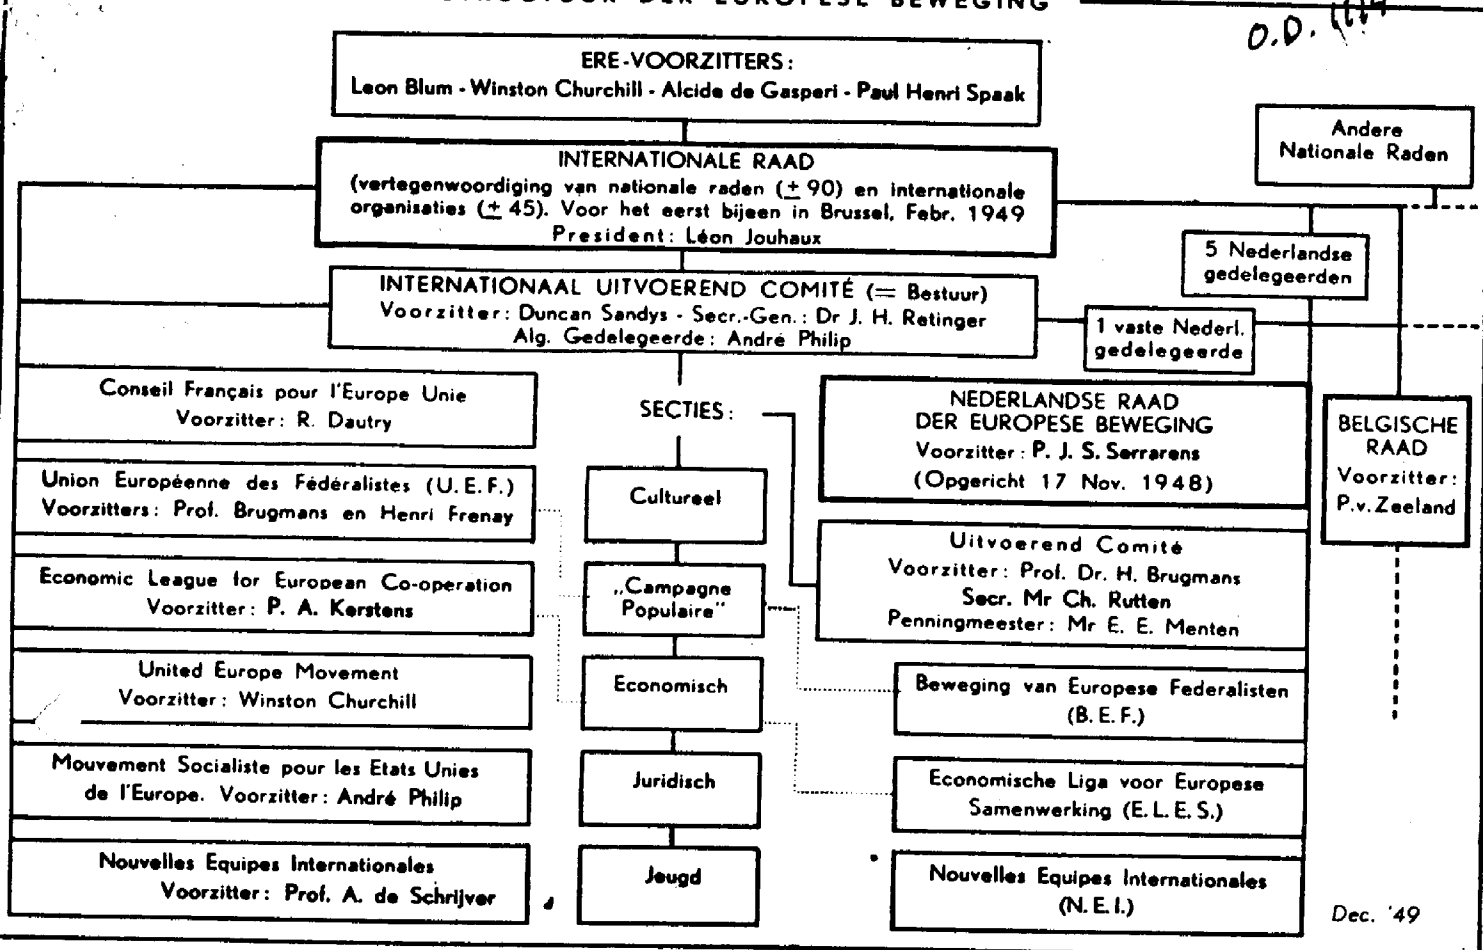 DER EUROPESE BEWEGING
O.D.
ERE-VOORZITTERS:
Leon Blum - Winston Churchill - Alcide de Gasperi - Paul Henri Spaak
Andere
Nationale Raden
INTERNATIONALE RAAD
(vertegenwoordiging van nationale raden (± 90) en internationale
organisaties (± 45). Voor het eerst bijeen in Brussel, Febr. 1949
President: Léon Jouhaux
5 Nederlandse
gedelegeerden
INTERNATIONAAL UITVOEREND COMITÉ (= Bestuur)
Voorzitter: Duncan Sandys - Secr.-Gen.: Dr J. H. Retinger
Alg. Gedelegeerde: André Philip
1 vaste Nederl.
gedelegeerde
Conseil Français pour l'Europe Unie
Voorzitter: R. Dautry
SECTIES:
NEDERLANDSE RAAD
DER EUROPESE BEWEGING
Voorzitter: P. J. S. Serrarens
(Opgericht 17 Nov. 1948)
BELGISCHE
RAAD
Voorzitter:
P.v.Zeeland
Union Européenne des Fédéralistes (U.E.F.)
Voorzitters: Prof. Brugmans en Henri Frenay
Cultureel
Uitvoerend Comité
Voorzitter: Prof. Dr. H. Brugmans
Secr. Mr Ch. Rutten
Penningmeester: Mr E. E. Menten
Economic League for European Co-operation
Voorzitter: P. A. Kerstens
„Campagne
Populaire"
United Europe Movement
Voorzitter: Winston Churchill
Economisch
Beweging van Europese Federalisten
(B.E.F.)
Mouvement Socialiste pour les Etats Unies
de l'Europe. Voorzitter: André Philip
Juridisch
Economische Liga voor Europese
Samenwerking (E.L.E.S.)
Nouvelles Equipes Internationales
Voorzitter: Prof. A. de Schrijver
Jeugd
Nouvelles Equipes Internationales
(N.E.I.)
Dec. '49